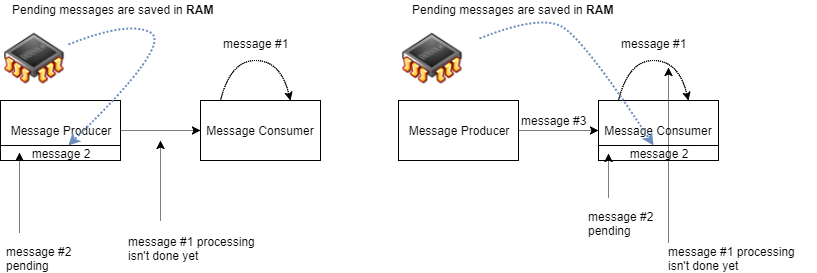 Pending messages are saved in RAM
message #1
Message Producer
Message Consumer
message 2
message #2
pending
message #1 processing
isn't done yet
Pending messages are saved in RAM
message #1
Message Producer
message #3
Message Consumer
message 2
message #2
pending
message #1 processing
isn't done yet